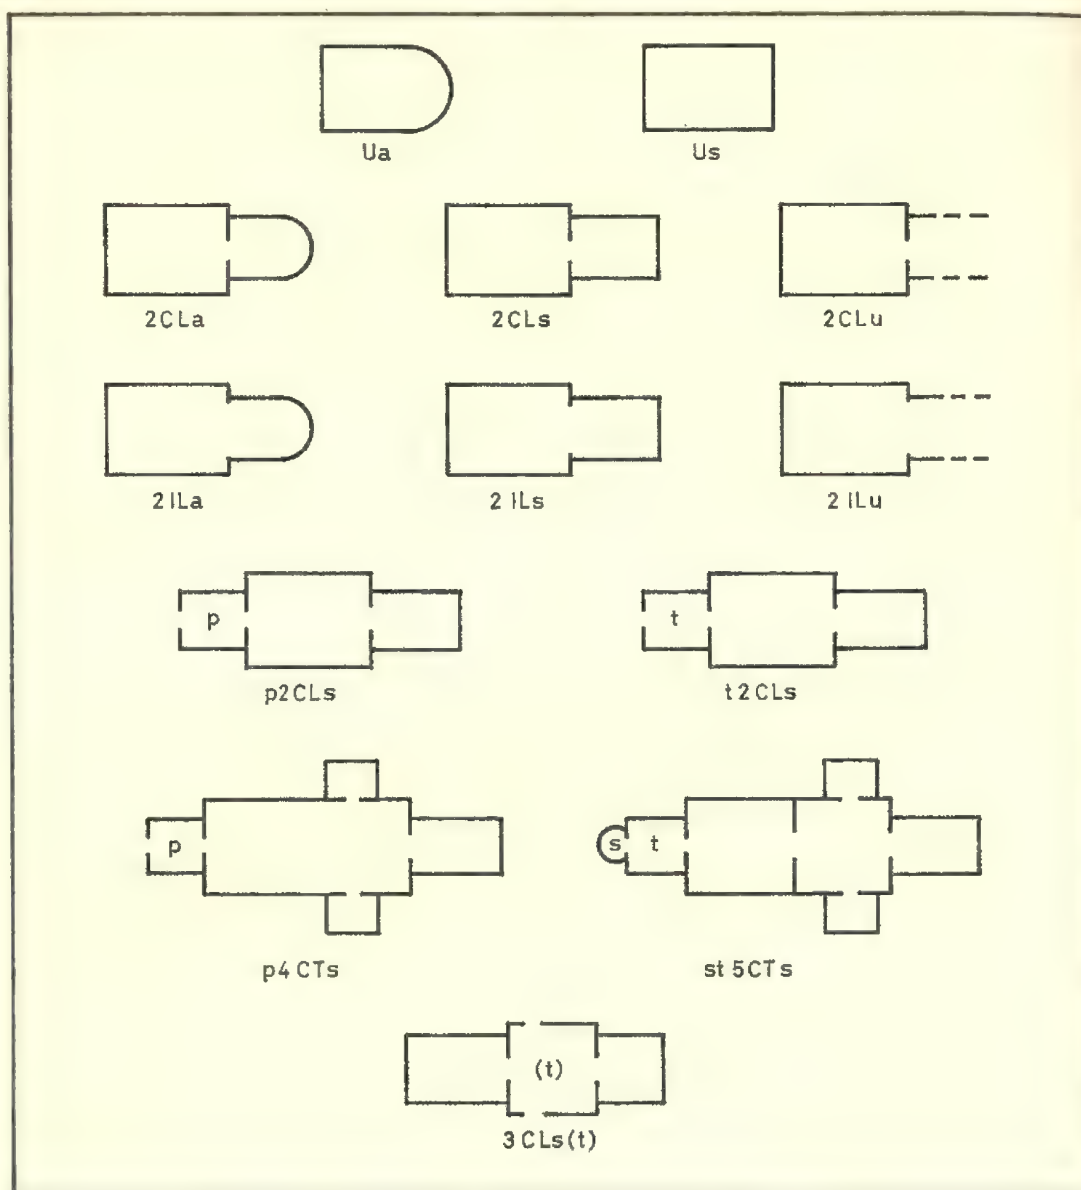 Ua Us
2CLa 2CLs 2CLu
2ILa 2ILs 2ILu
p t
p2CLs t2CLs
p s t
p4CTs st5CTs
(t)
3CLs(t)